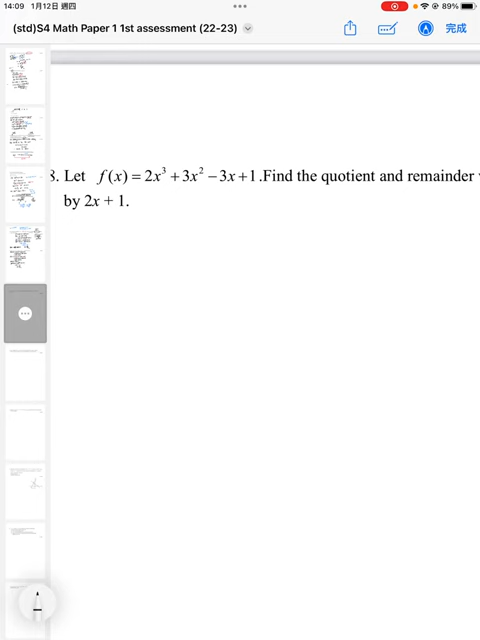 14:09 1月12日 週四
89%
(std)S4 Math Paper 1 1st assessment (22-23)
完成
8. Let f(x) = 2x³ + 3x² − 3x + 1 .Find the quotient and remainder
by 2x + 1.